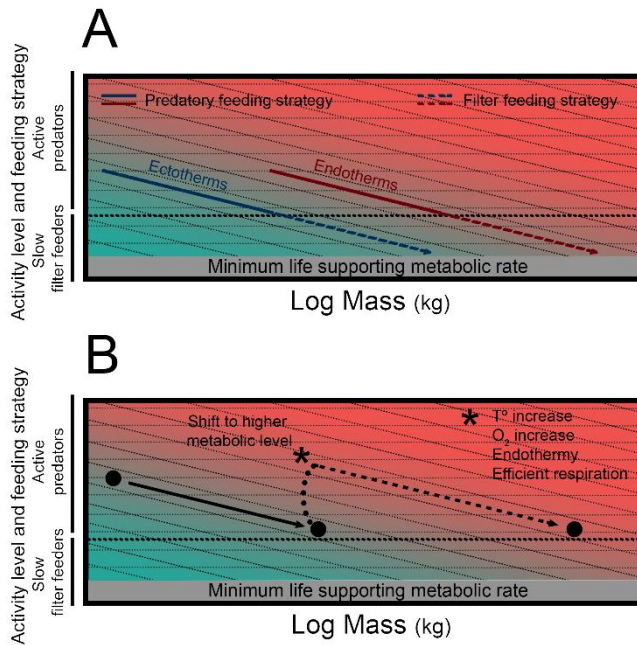 A
Activity level and feeding strategy
Active
predators
Slow
filter feeders
Predatory feeding strategy
Filter feeding strategy
Ectotherms
Endotherms
Minimum life supporting metabolic rate
Log Mass (kg)
B
Activity level and feeding strategy
Active
predators
Slow
filter feeders
Shift to higher
metabolic level
*
* Tº increase
O₂ increase
Endothermy
Efficient respiration
Minimum life supporting metabolic rate
Log Mass (kg)